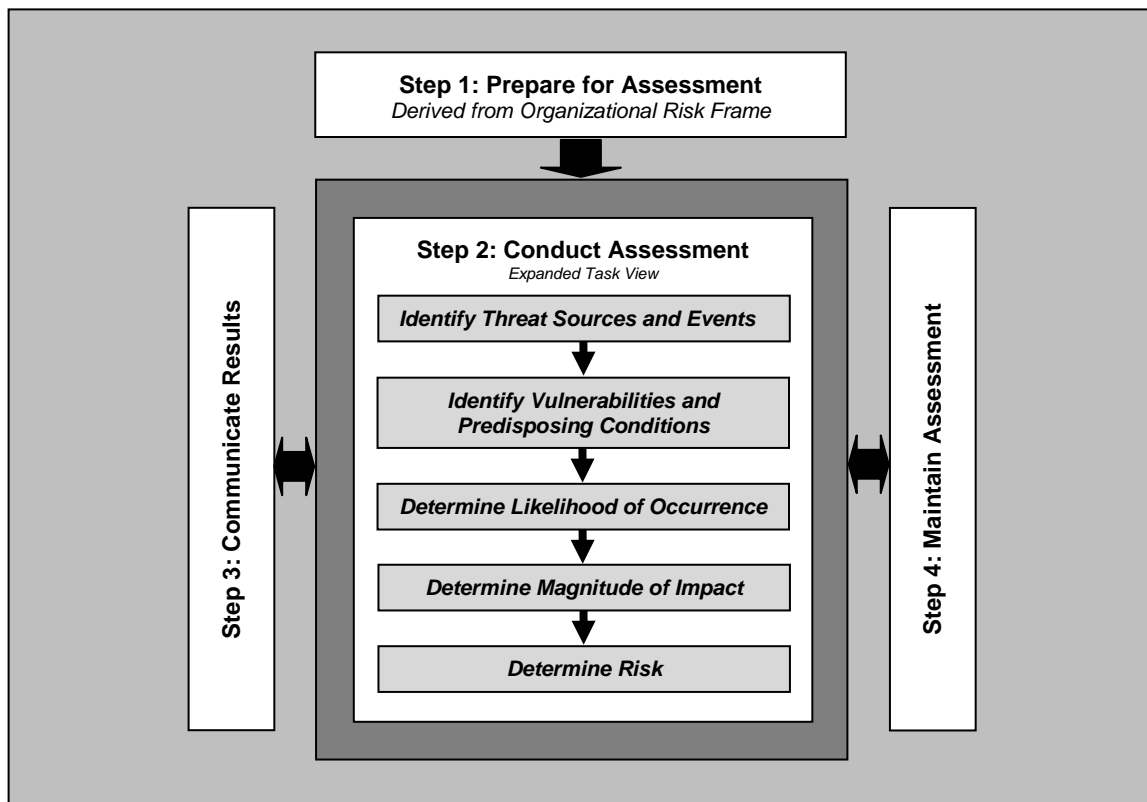 Step 1: Prepare for Assessment
Derived from Organizational Risk Frame
Step 2: Conduct Assessment
Expanded Task View
Identify Threat Sources and Events
Identify Vulnerabilities and
Predisposing Conditions
Determine Likelihood of Occurrence
Determine Magnitude of Impact
Determine Risk
Step 3: Communicate Results
Step 4: Maintain Assessment